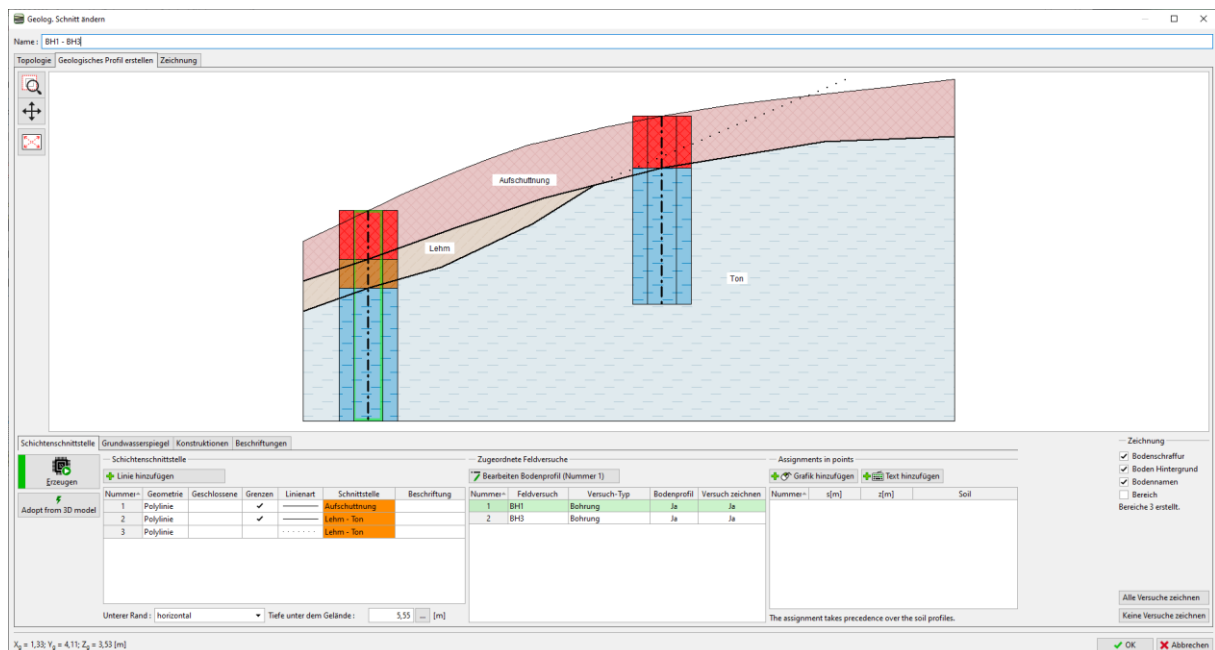 Geolog. Schnitt ändern
Name : BH1 - BH3
Topologie Geologisches Profil erstellen Zeichnung
Aufschuttnung
Lehm
Ton
Schichtenschnittstelle Grundwasserspiegel Konstruktionen Beschriftungen
Erzeugen
Adopt from 3D model
Schichtenschnittstelle
Linie hinzufügen
Nummer Geometrie Geschlossene Grenzen Linienart Schnittstelle Beschriftung
1 Polylinie Aufschuttnung
2 Polylinie Lehm - Ton
3 Polylinie Lehm - Ton
Unterer Rand : horizontal Tiefe unter dem Gelände : 5,55 ... [m]
Zugeordnete Feldversuche
Bearbeiten Bodenprofil (Nummer 1)
Nummer Feldversuch Versuch-Typ Bodenprofil Versuch zeichnen
1 BH1 Bohrung Ja Ja
2 BH3 Bohrung Ja Ja
Assignments in points
Grafik hinzufügen Text hinzufügen
Nummer s[m] z[m] Soil
The assignment takes precedence over the soil profiles.
Zeichnung
Bodenschraffur
Boden Hintergrund
Bodennamen
Bereich
Bereiche 3 erstellt.
Alle Versuche zeichnen
Keine Versuche zeichnen
Xg = 1,33; Yg = 4,11; Zg = 3,53 [m]
OK Abbrechen